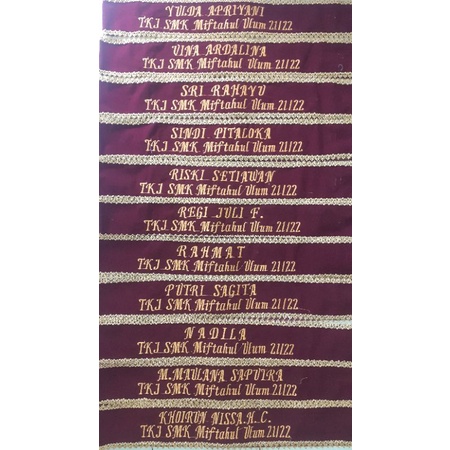 YULDA APRIYANI
TKJ SMK Miftahul Ulum 21/22
VINA ARDALINA
TKJ SMK Miftahul Ulum 21/22
SRI RAHAYU
TKJ SMK Miftahul Ulum 21/22
SINDI PITALOKA
TKJ SMK Miftahul Ulum 21/22
RISKI SETIAWAN
TKJ SMK Miftahul Ulum 21/22
REGI JULI F.
TKJ SMK Miftahul Ulum 21/22
RAHMAT
TKJ SMK Miftahul Ulum 21/22
PUTRI SAGITA
TKJ SMK Miftahul Ulum 21/22
NADILA
TKJ SMK Miftahul Ulum 21/22
M.MAULANA SAPUTRA
TKJ SMK Miftahul Ulum 21/22
KHOIRUN NISSA.N.C.
TKJ SMK Miftahul Ulum 21/22